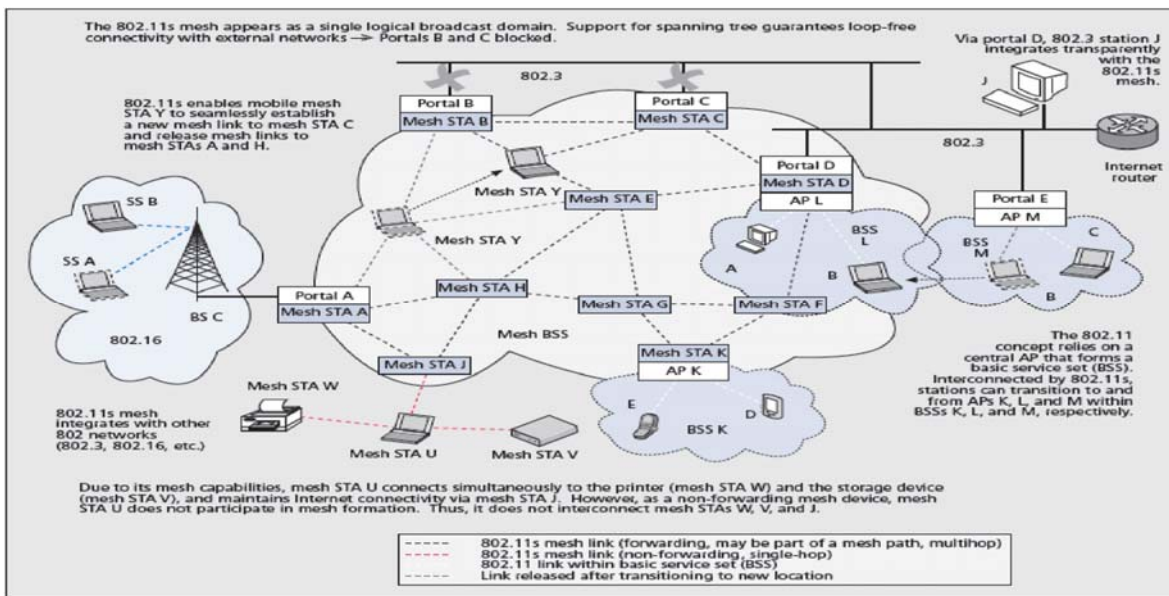 The 802.11s mesh appears as a single logical broadcast domain. Support for spanning tree guarantees loop-free
connectivity with external networks → Portals B and C blocked.
Via portal D, 802.3 station J
integrates transparently
with the
802.11s
mesh.
J
802.3
802.11s enables mobile mesh
STA Y to seamlessly establish
a new mesh link to mesh STA C
and release mesh links to
mesh STAs A and H.
Portal B
Mesh STA B
Portal C
Mesh STA C
802.3
Internet
router
Portal D
Mesh STA D
AP L
Mesh STA Y
Mesh STA E
Portal E
AP M
SS B
SS A
BS C
802.16
Mesh STA Y
A
BSS
L
B
BSS
M
C
B
Portal A
Mesh STA A
Mesh STA H
Mesh STA G
Mesh STA F
Mesh BSS
Mesh STA J
Mesh STA K
AP K
E
D
BSS K
The 802.11
concept relies on a
central AP that forms a
basic service set (BSS).
Interconnected by 802.11s,
stations can transition to and
from APs K, L, and M within
BSSs K, L, and M, respectively.
Mesh STA W
802.11s mesh
integrates with other
802 networks
(802.3, 802.16, etc.)
Mesh STA U
Mesh STA V
Due to its mesh capabilities, mesh STA U connects simultaneously to the printer (mesh STA W) and the storage device
(mesh STA V), and maintains Internet connectivity via mesh STA J. However, as a non-forwarding mesh device, mesh
STA U does not participate in mesh formation. Thus, it does not interconnect mesh STAs W, V, and J.
802.11s mesh link (forwarding, may be part of a mesh path, multihop)
802.11s mesh link (non-forwarding, single-hop)
802.11 link within basic service set (BSS)
Link released after transitioning to new location